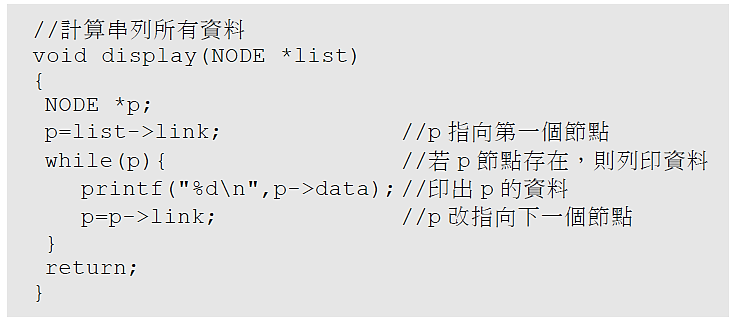 //計算串列所有資料
void display(NODE *list)
{
NODE *p;
p=list->link; //p 指向第一個節點
while(p){ //若 p 節點存在，則列印資料
printf("%d\n",p->data); //印出 p 的資料
p=p->link; //p 改指向下一個節點
}
return;
}